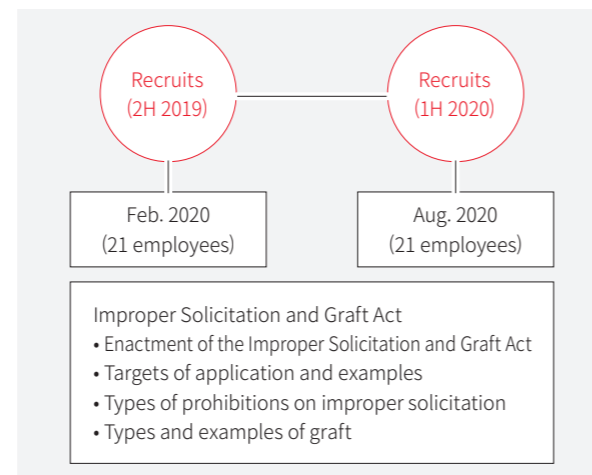 Recruits
(2H 2019)
Recruits
(1H 2020)
Feb. 2020
(21 employees)
Aug. 2020
(21 employees)
Improper Solicitation and Graft Act
• Enactment of the Improper Solicitation and Graft Act
• Targets of application and examples
• Types of prohibitions on improper solicitation
• Types and examples of graft